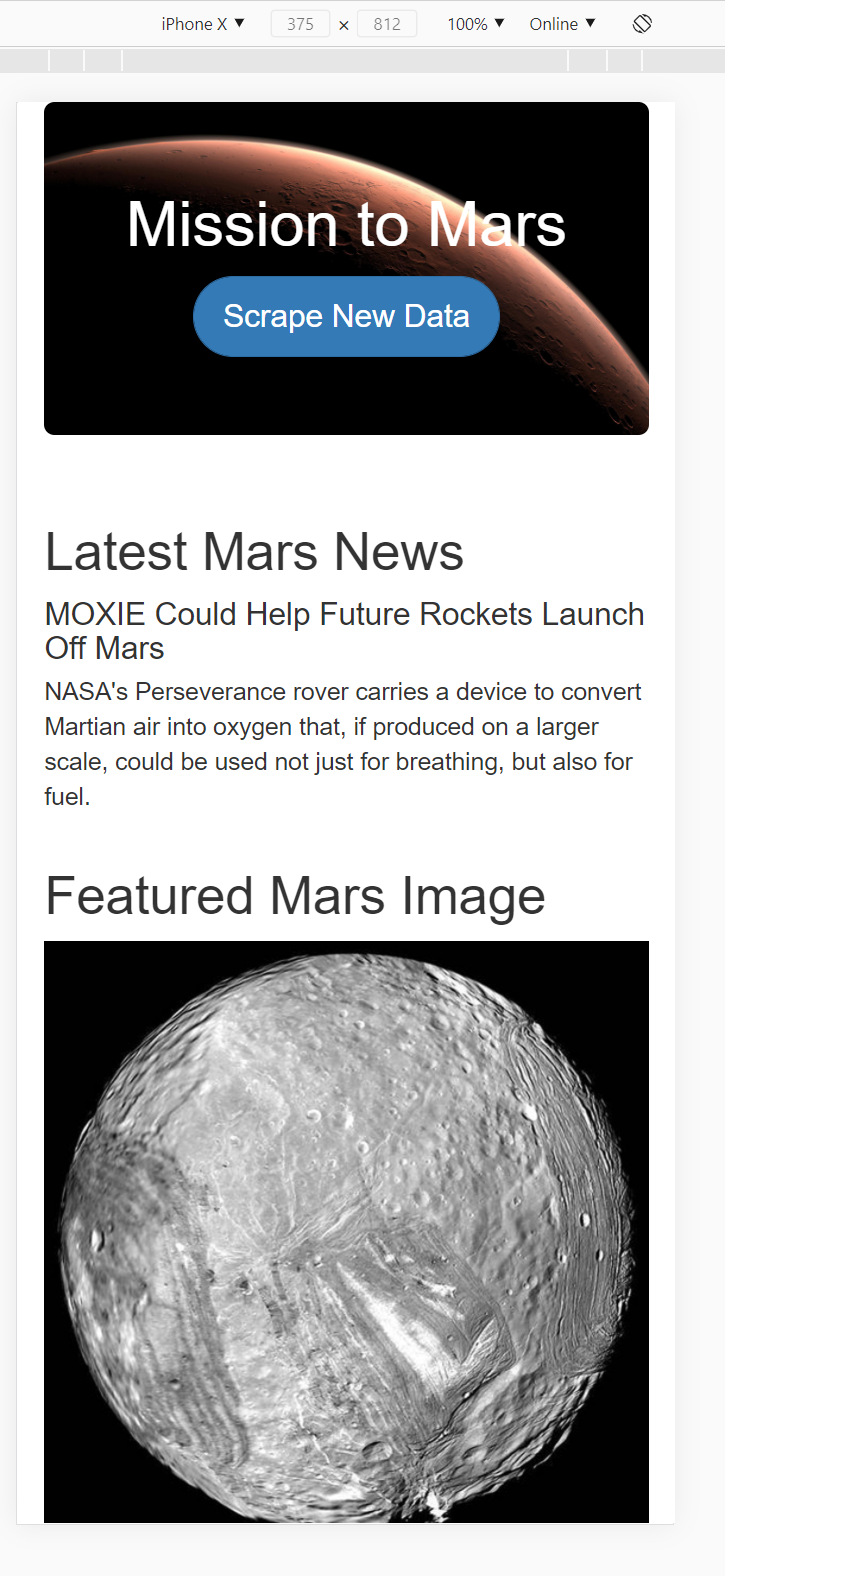 iPhone X ▼ 375 × 812 100% ▼ Online ▼
Mission to Mars
Scrape New Data
Latest Mars News
MOXIE Could Help Future Rockets Launch
Off Mars
NASA's Perseverance rover carries a device to convert
Martian air into oxygen that, if produced on a larger
scale, could be used not just for breathing, but also for
fuel.
Featured Mars Image